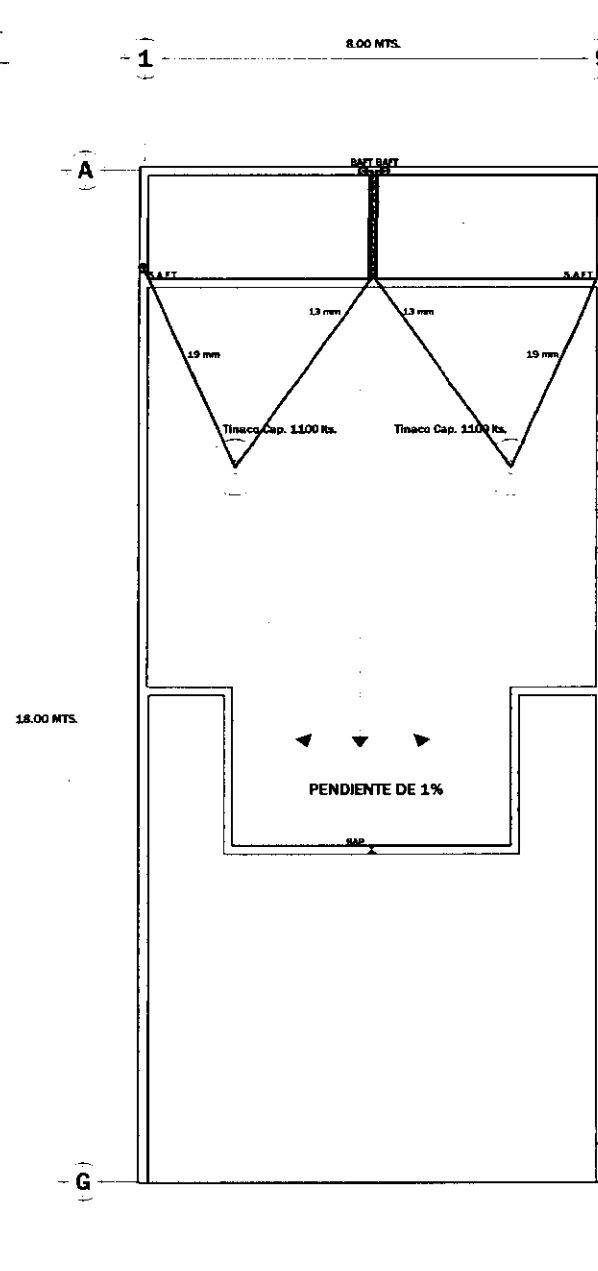 8.00 MTS.
1
A
BAFT BAFT
S.A.F.T. S.A.F.T.
13 mm 13 mm
19 mm 19 mm
Tinaco Cap. 1100 lts. Tinaco Cap. 1100 lts.
18.00 MTS.
PENDIENTE DE 1%
BAP
G